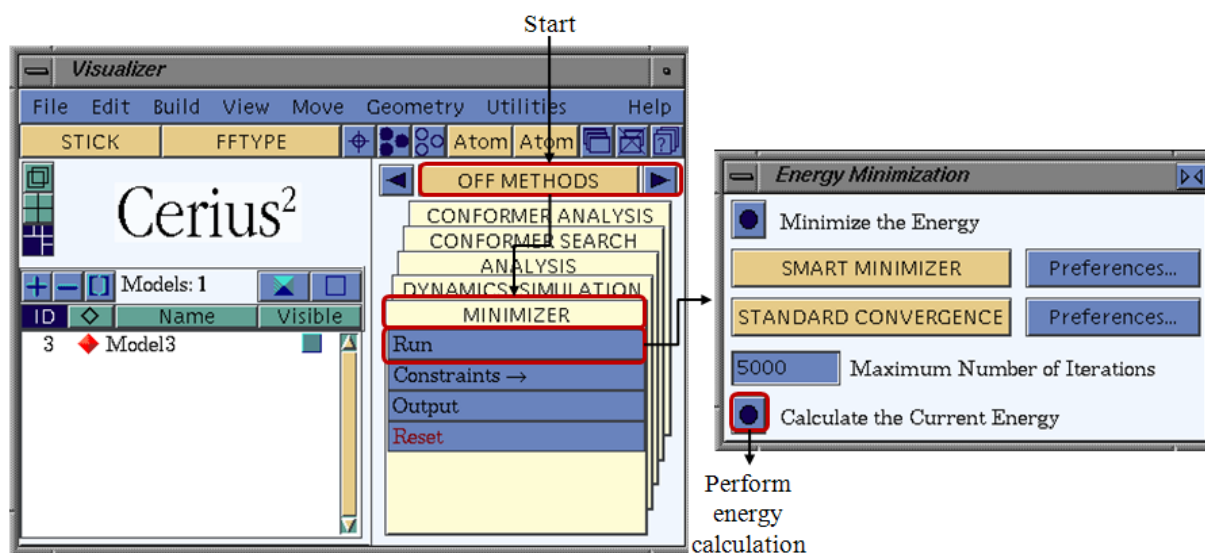 Start
Visualizer
File Edit Build View Move Geometry Utilities Help
STICK FFTYPE Atom Atom
Cerius2
Models: 1
ID Name Visible
3 Model3
OFF METHODS
CONFORMER ANALYSIS
CONFORMER SEARCH
ANALYSIS
DYNAMICS SIMULATION
MINIMIZER
Run
Constraints →
Output
Reset
Energy Minimization
Minimize the Energy
SMART MINIMIZER Preferences...
STANDARD CONVERGENCE Preferences...
5000 Maximum Number of Iterations
Calculate the Current Energy
Perform
energy
calculation